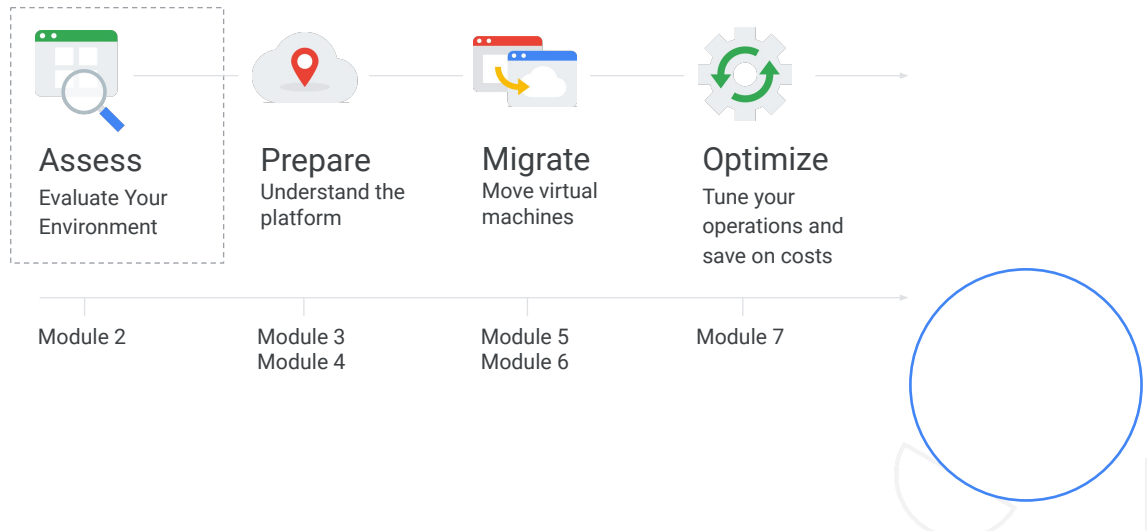 Assess
Evaluate Your
Environment
Prepare
Understand the
platform
Migrate
Move virtual
machines
Optimize
Tune your
operations and
save on costs
Module 2
Module 3
Module 4
Module 5
Module 6
Module 7